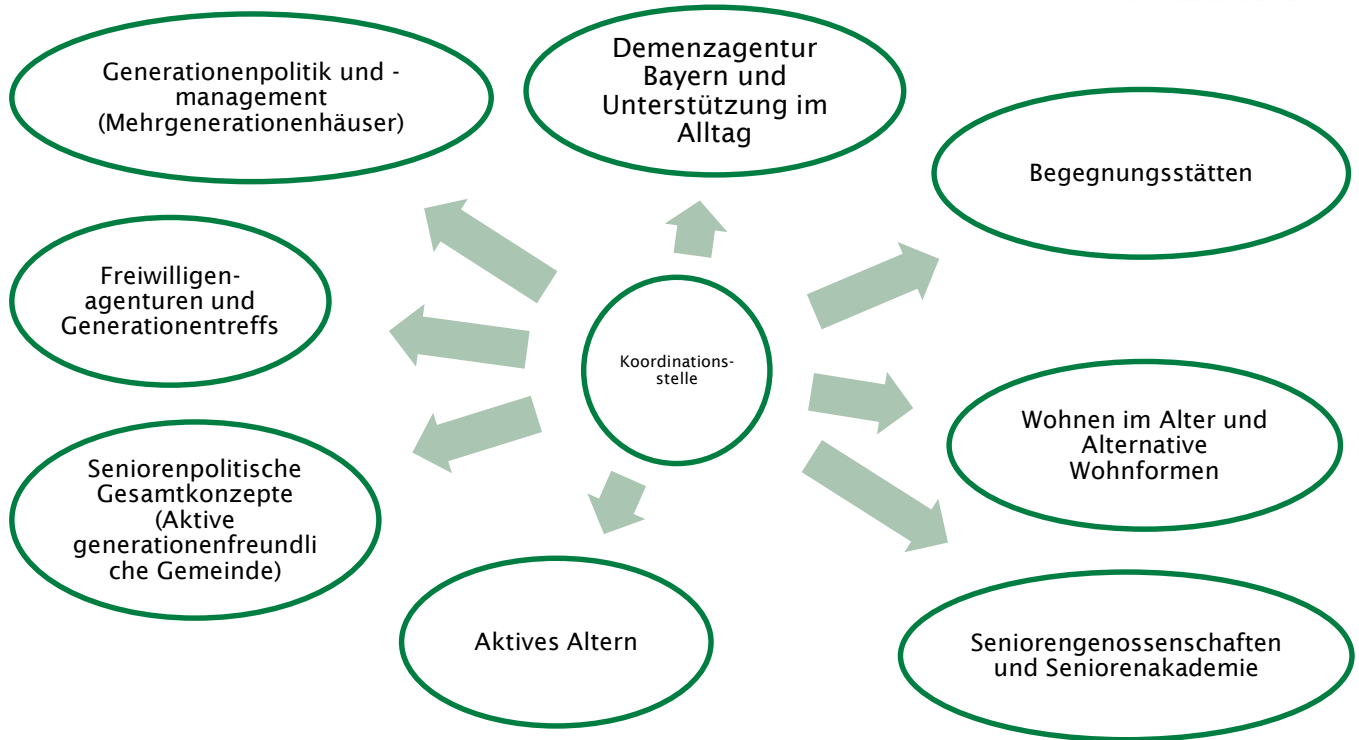 Generationenpolitik und -
management
(Mehrgenerationenhäuser)
Demenzagentur
Bayern und
Unterstützung im
Alltag
Begegnungsstätten
Freiwilligen-
agenturen und
Generationentreffs
Koordinations-
stelle
Wohnen im Alter und
Alternative
Wohnformen
Seniorenpolitische
Gesamtkonzepte
(Aktive
generationenfreundli
che Gemeinde)
Aktives Altern
Seniorengenossenschaften
und Seniorenakademie